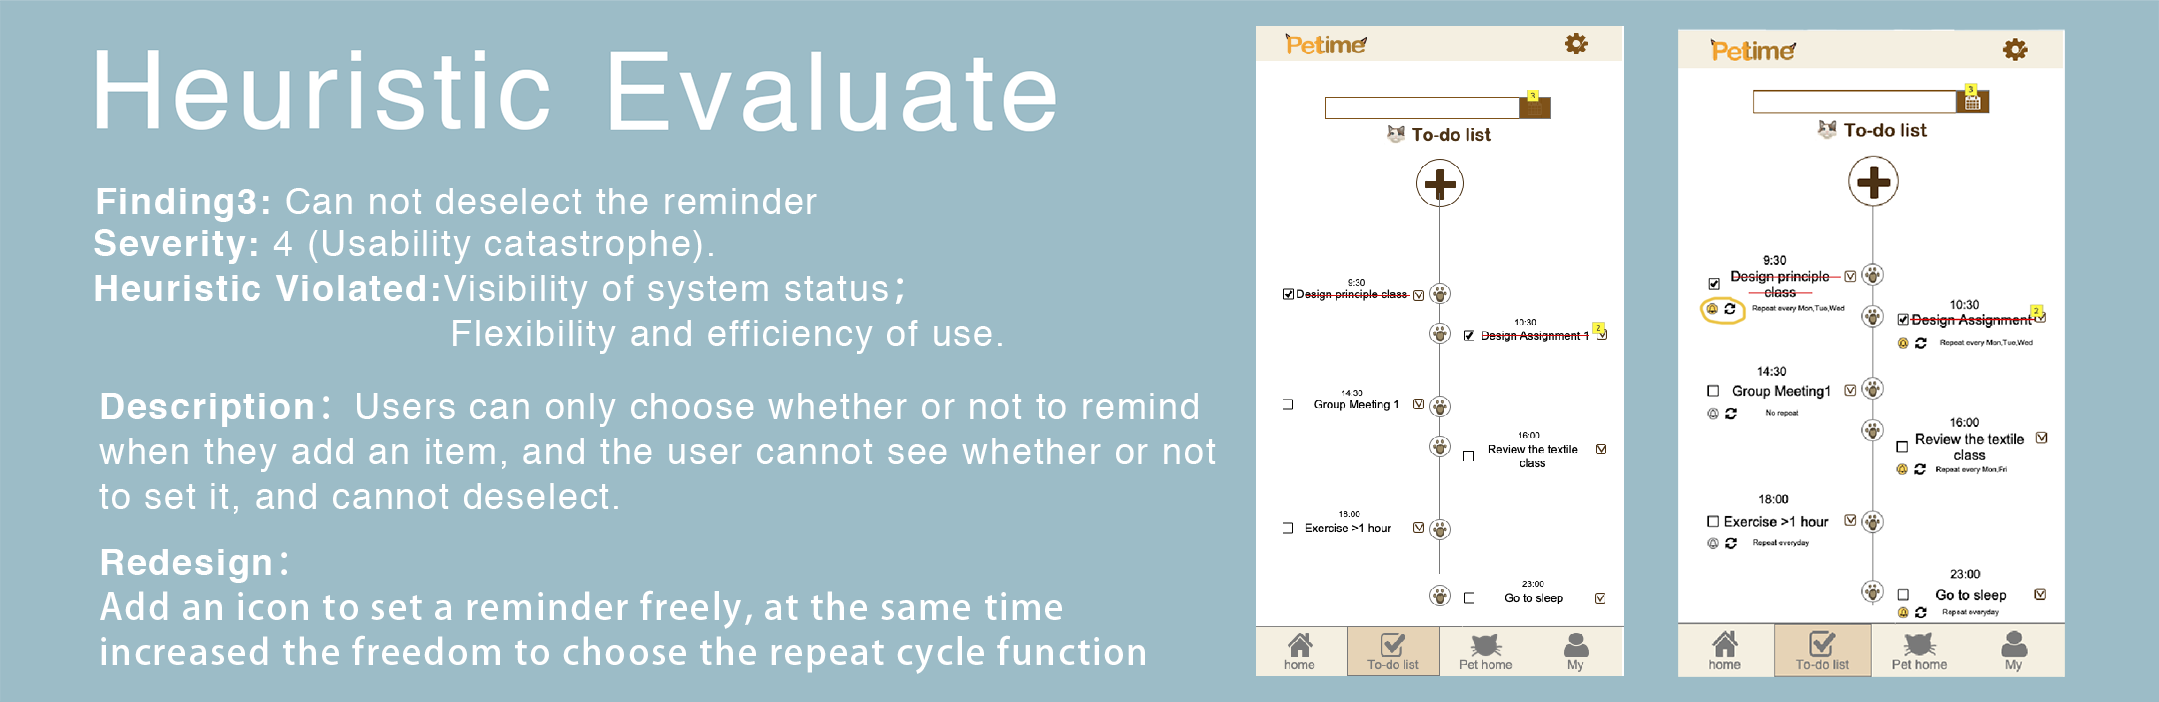 Heuristic Evaluate
Finding3: Can not deselect the reminder
Severity: 4 (Usability catastrophe).
Heuristic Violated:Visibility of system status；
Flexibility and efficiency of use.
Description： Users can only choose whether or not to remind
when they add an item, and the user cannot see whether or not
to set it, and cannot deselect.
Redesign：
Add an icon to set a reminder freely, at the same time
increased the freedom to choose the repeat cycle function
Petime
3
To-do list
9:30
Design principle class
10:30
2
Design Assignment 1
14:30
Group Meeting 1
16:00
Review the textile
class
18:00
Exercise >1 hour
23:00
Go to sleep
home
To-do list
Pet home
My
Petime
3
To-do list
9:30
Design principle
class
Repeat every Mon,Tue,Wed
10:30
2
Design Assignment
Repeat every Mon,Tue,Wed
14:30
Group Meeting1
No repeat
16:00
Review the textile
class
Repeat every Mon,Fri
18:00
Exercise >1 hour
Repeat everyday
23:00
Go to sleep
Repeat everyday
home
To-do list
Pet home
My